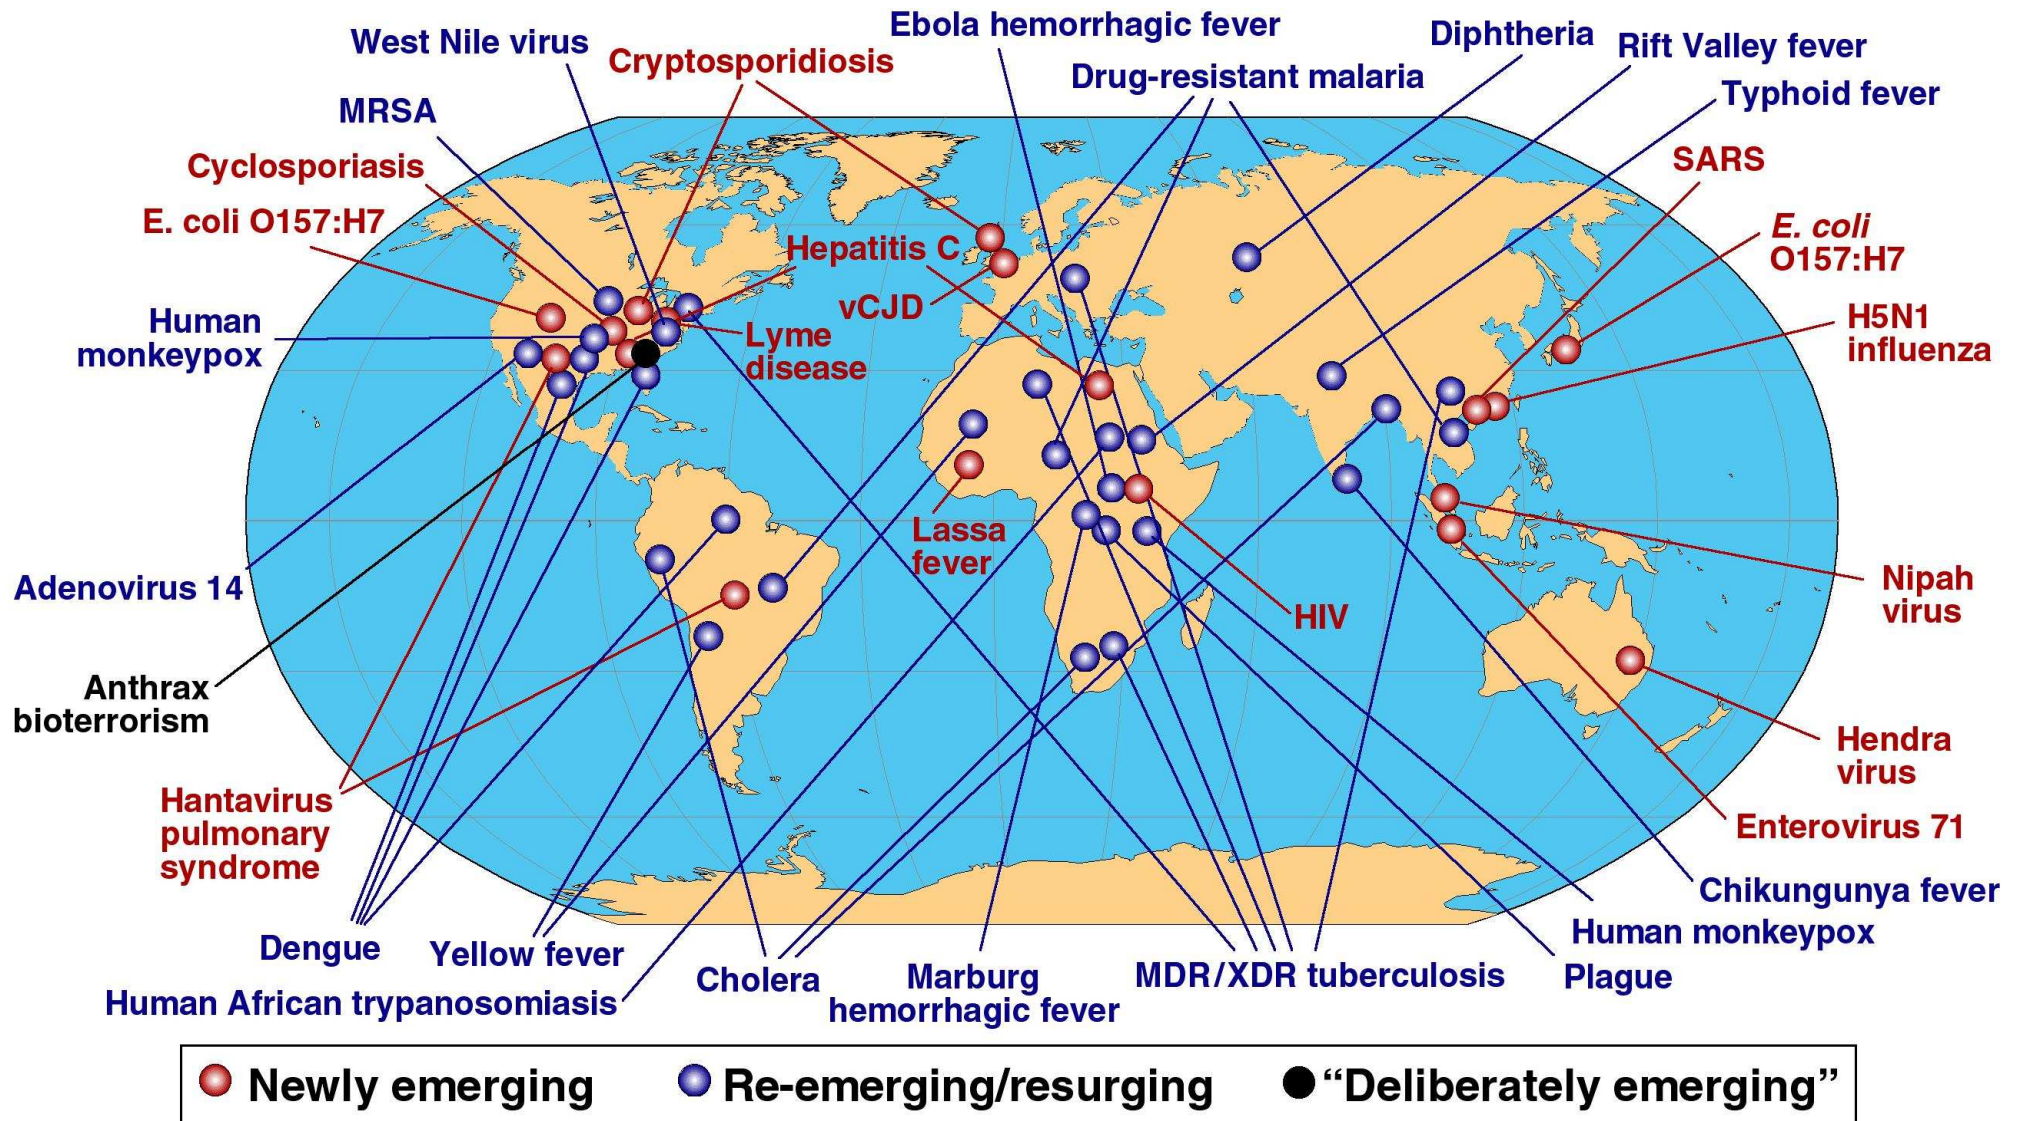 Ebola hemorrhagic fever
West Nile virus
Diphtheria
Rift Valley fever
Cryptosporidiosis
Drug-resistant malaria
Typhoid fever
MRSA
SARS
Cyclosporiasis
E. coli O157:H7
E. coli
O157:H7
Hepatitis C
vCJD
H5N1
influenza
Human
monkeypox
Lyme
disease
Lassa
fever
Adenovirus 14
Nipah
virus
HIV
Anthrax
bioterrorism
Hendra
virus
Hantavirus
pulmonary
syndrome
Enterovirus 71
Chikungunya fever
Human monkeypox
Dengue
Yellow fever
Cholera
Marburg
hemorrhagic fever
MDR/XDR tuberculosis
Plague
Human African trypanosomiasis
Newly emerging
Re-emerging/resurging
“Deliberately emerging”